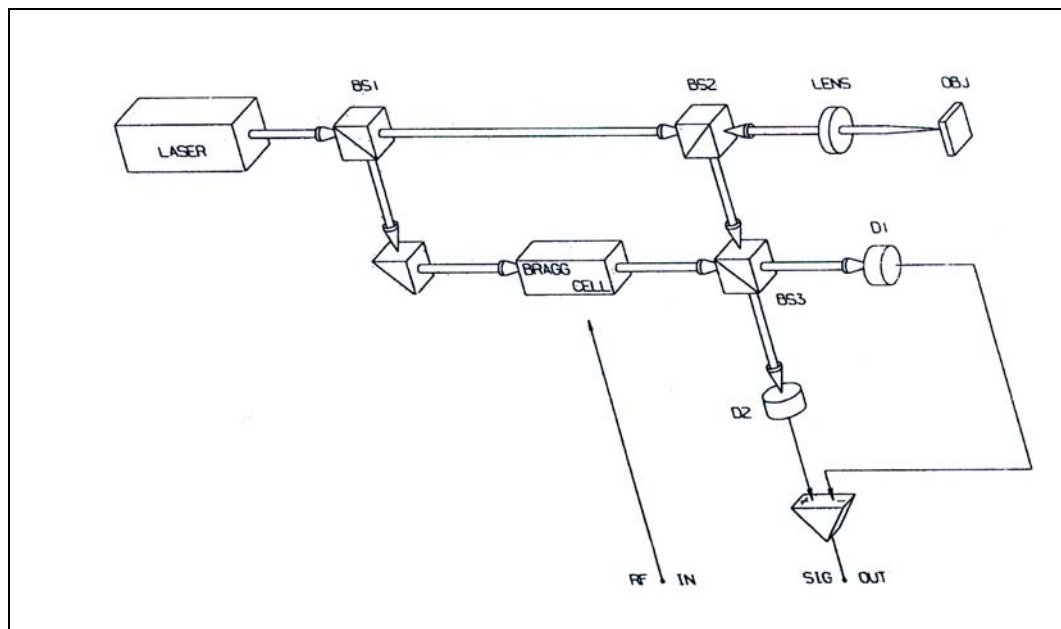 BS1
BS2
LENS
OBJ
LASER
D1
BRAGG
CELL
BS3
D2
+ -
RF IN
SIG OUT